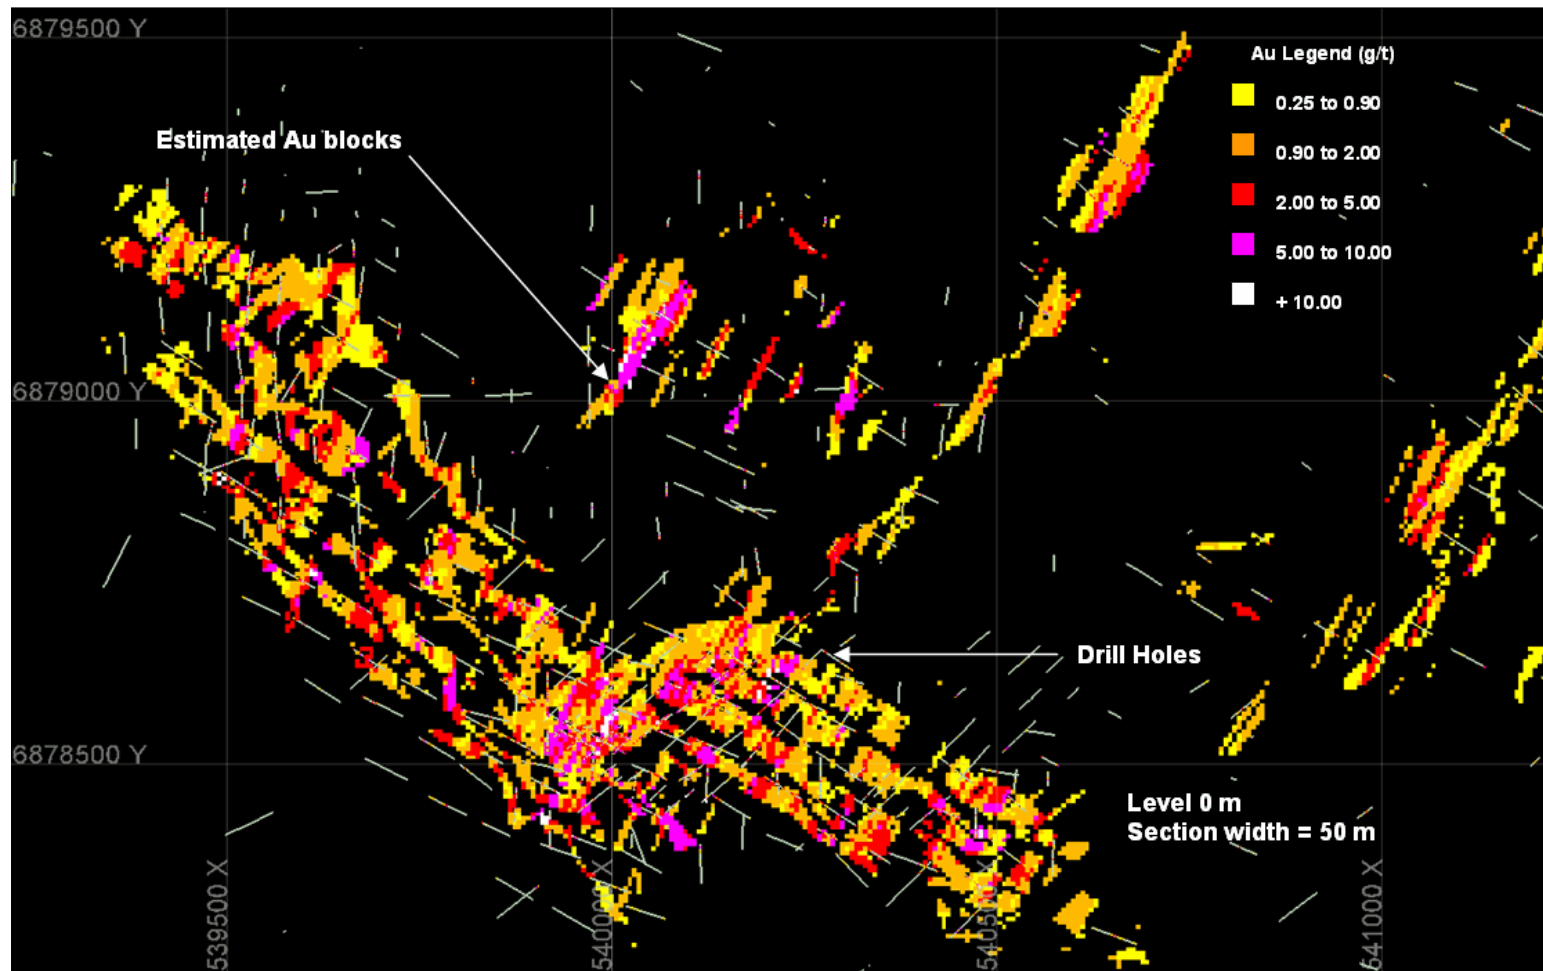 6879500 Y
Au Legend (g/t)
0.25 to 0.90
Estimated Au blocks
0.90 to 2.00
2.00 to 5.00
5.00 to 10.00
+ 10.00
6879000 Y
Drill Holes
6878500 Y
Level 0 m
Section width = 50 m
539500 X
540000 X
540500 X
541000 X